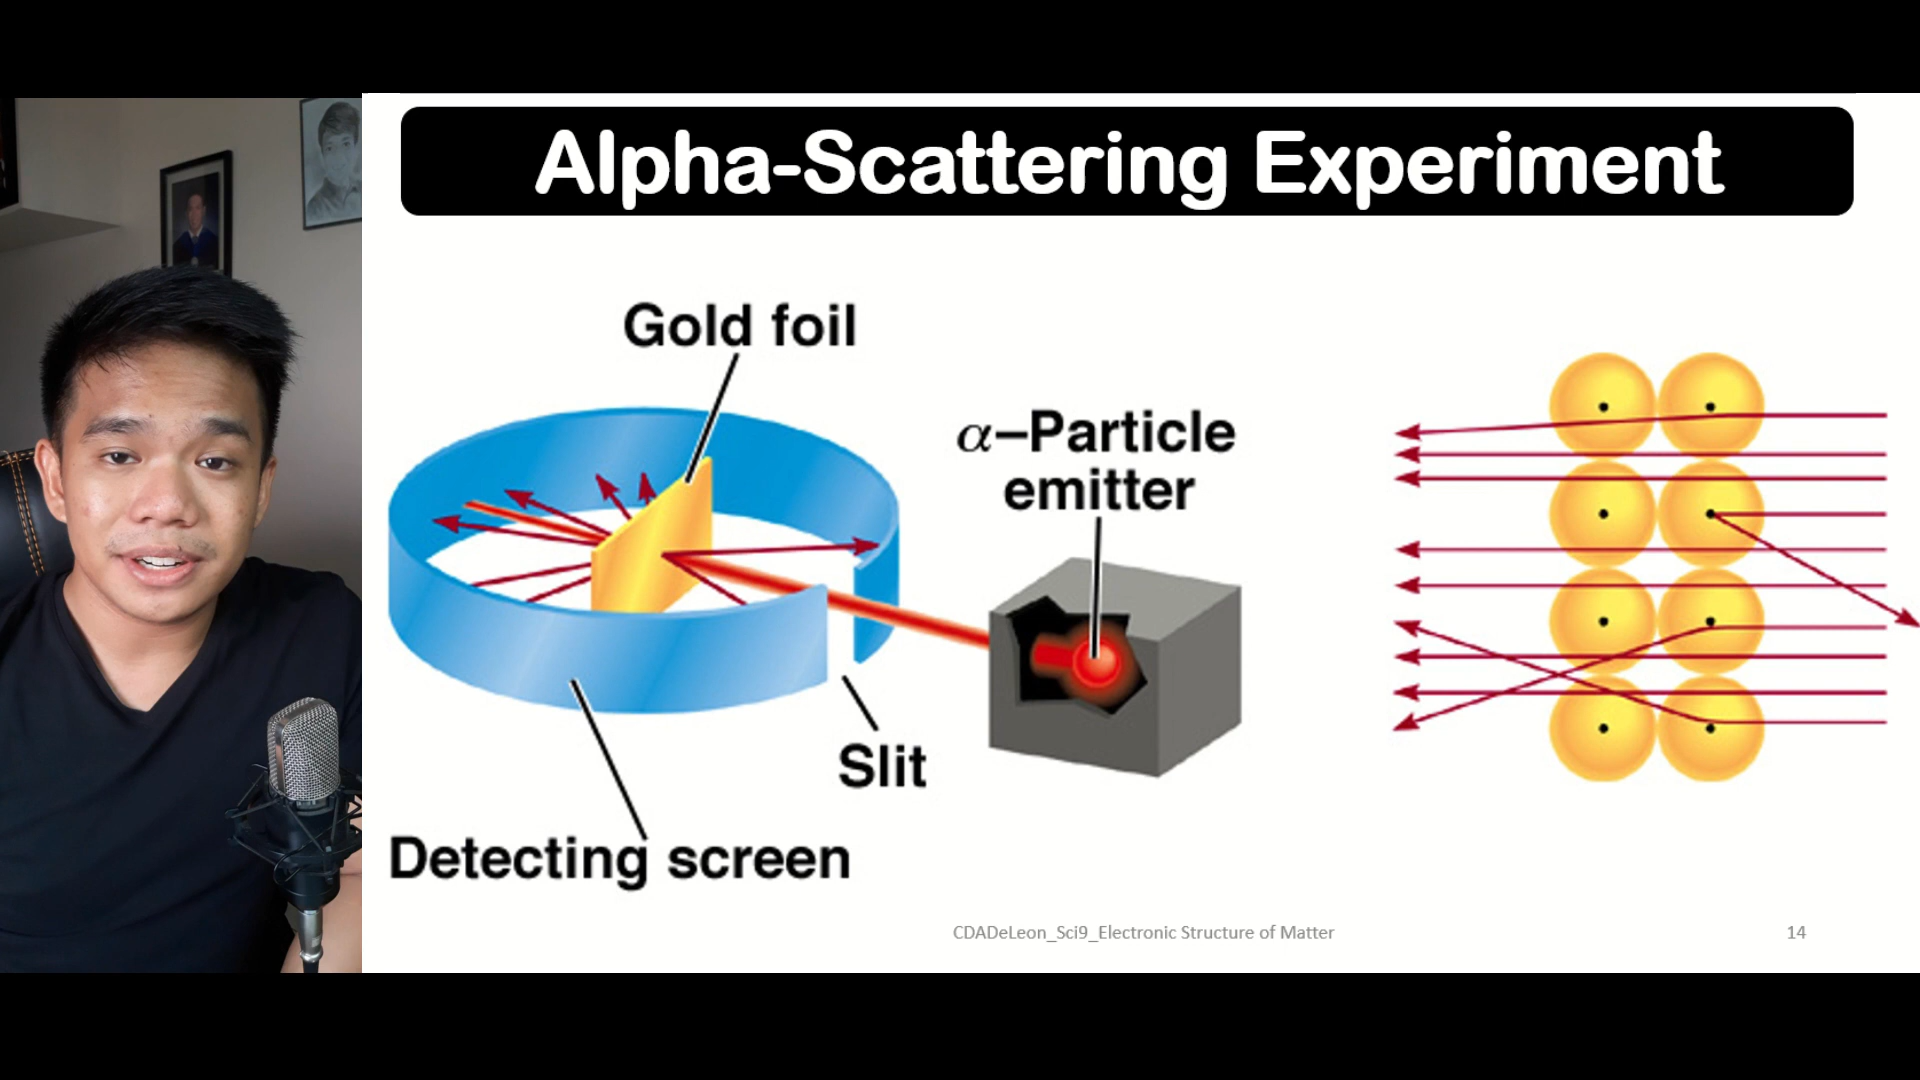 Alpha-Scattering Experiment
Gold foil
α–Particle
emitter
Slit
Detecting screen
CDADeLeon_Sci9_Electronic Structure of Matter
14